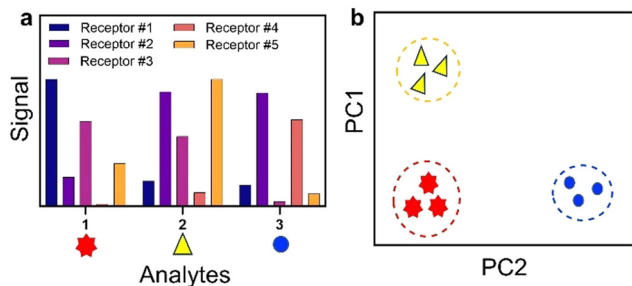 a
Receptor #1
Receptor #2
Receptor #3
Receptor #4
Receptor #5
Signal
1
2
3
Analytes
b
PC1
PC2